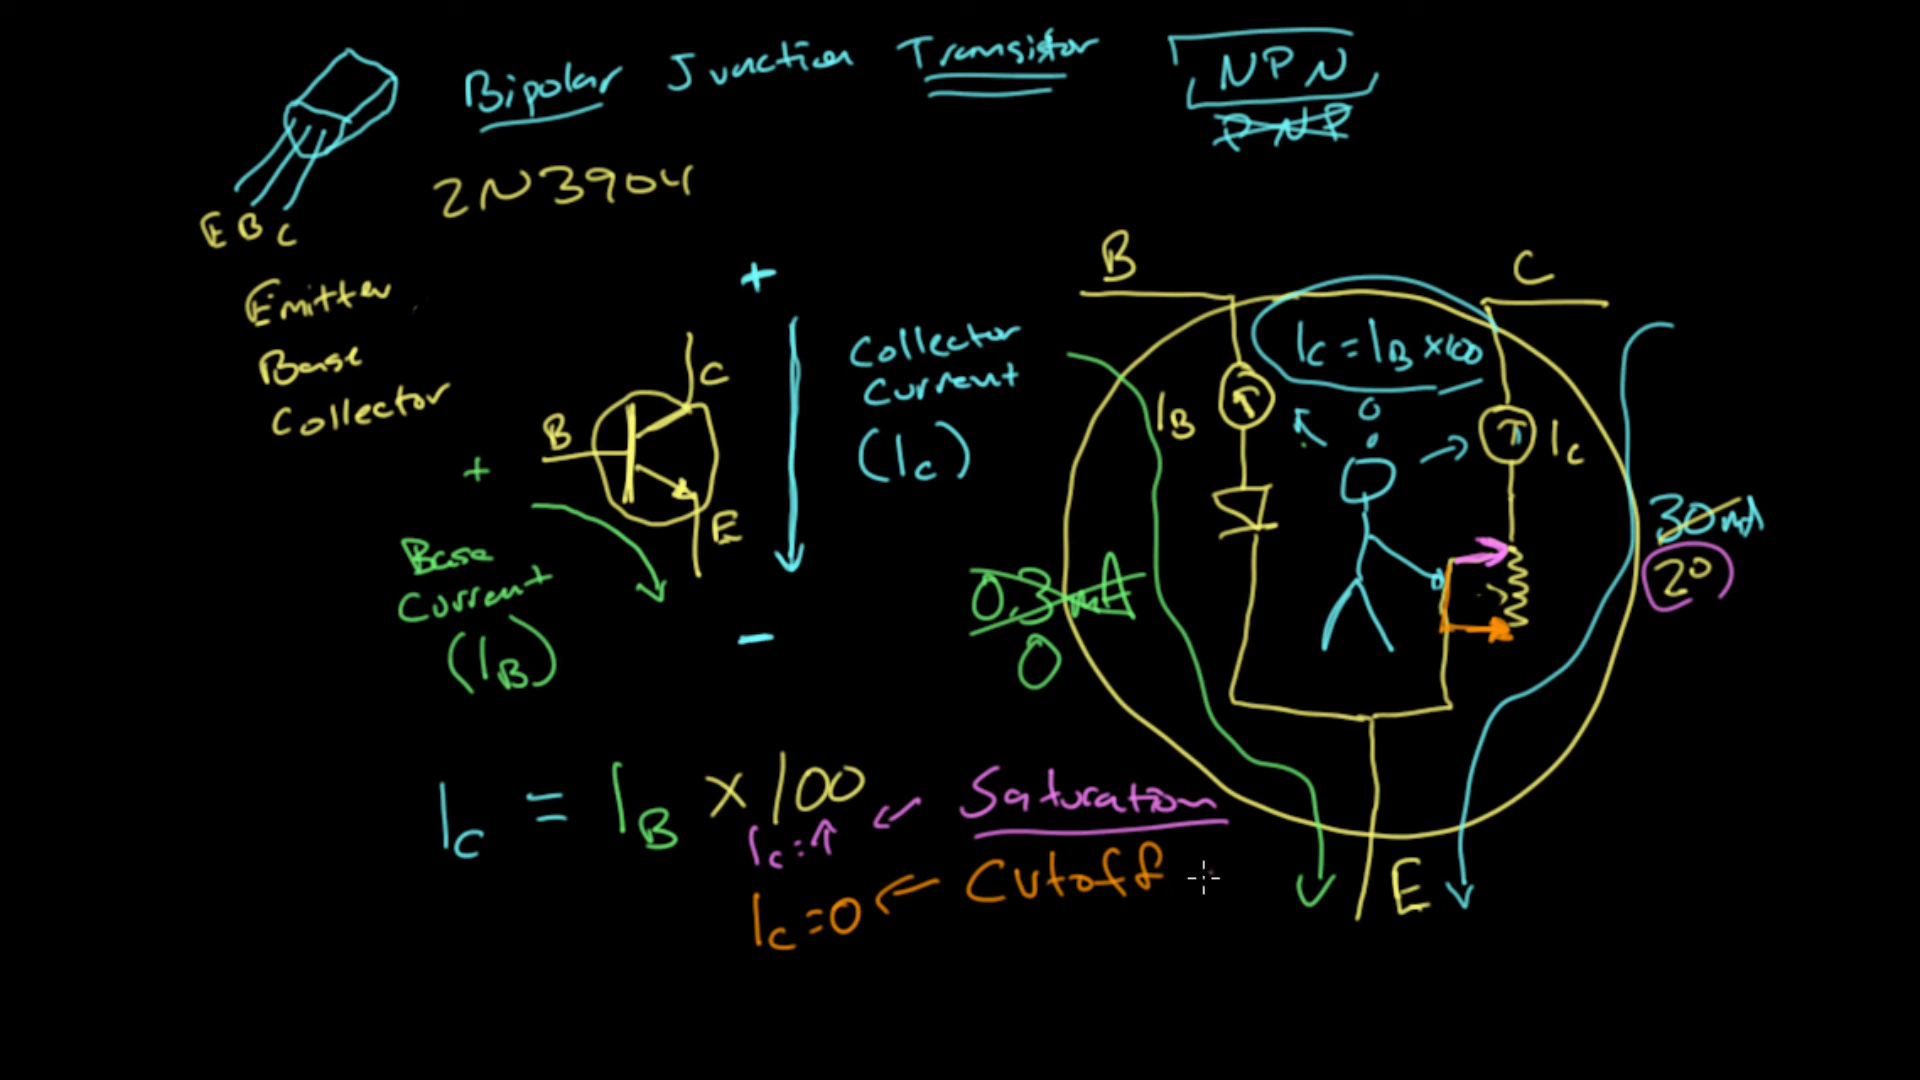 Bipolar Junction Transistor
NPN
PNP
2N3904
E B C
Emitter
Base
Collector
+
Collector
Current
(Ic)
C
B
E
+
Base
Current
(IB)
-
B
C
Ic = IB x100
IB
Ic
30mA
20
0.3mA
0
E
Ic = IB x 100
Ic=↑ ← Saturation
Ic=0 ← Cutoff